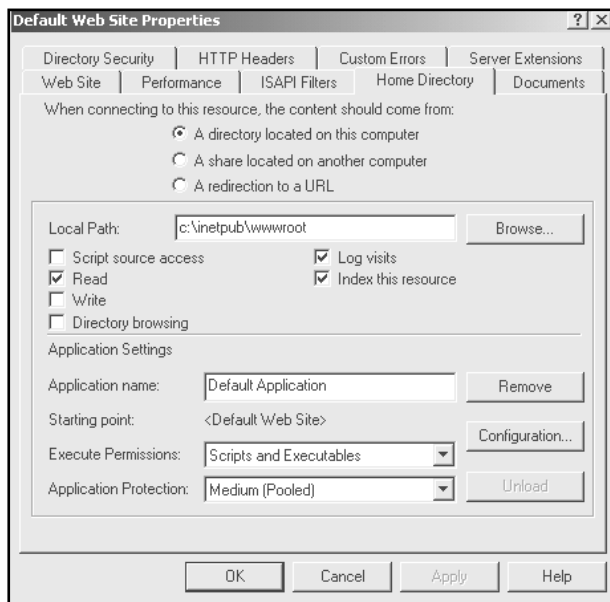 Default Web Site Properties
Directory Security HTTP Headers Custom Errors Server Extensions
Web Site Performance ISAPI Filters Home Directory Documents
When connecting to this resource, the content should come from:
A directory located on this computer
A share located on another computer
A redirection to a URL
Local Path: c:\inetpub\wwwroot Browse...
Script source access Log visits
Read Index this resource
Write
Directory browsing
Application Settings
Application name: Default Application Remove
Starting point: <Default Web Site>
Configuration...
Execute Permissions: Scripts and Executables
Application Protection: Medium (Pooled) Unload
OK Cancel Apply Help